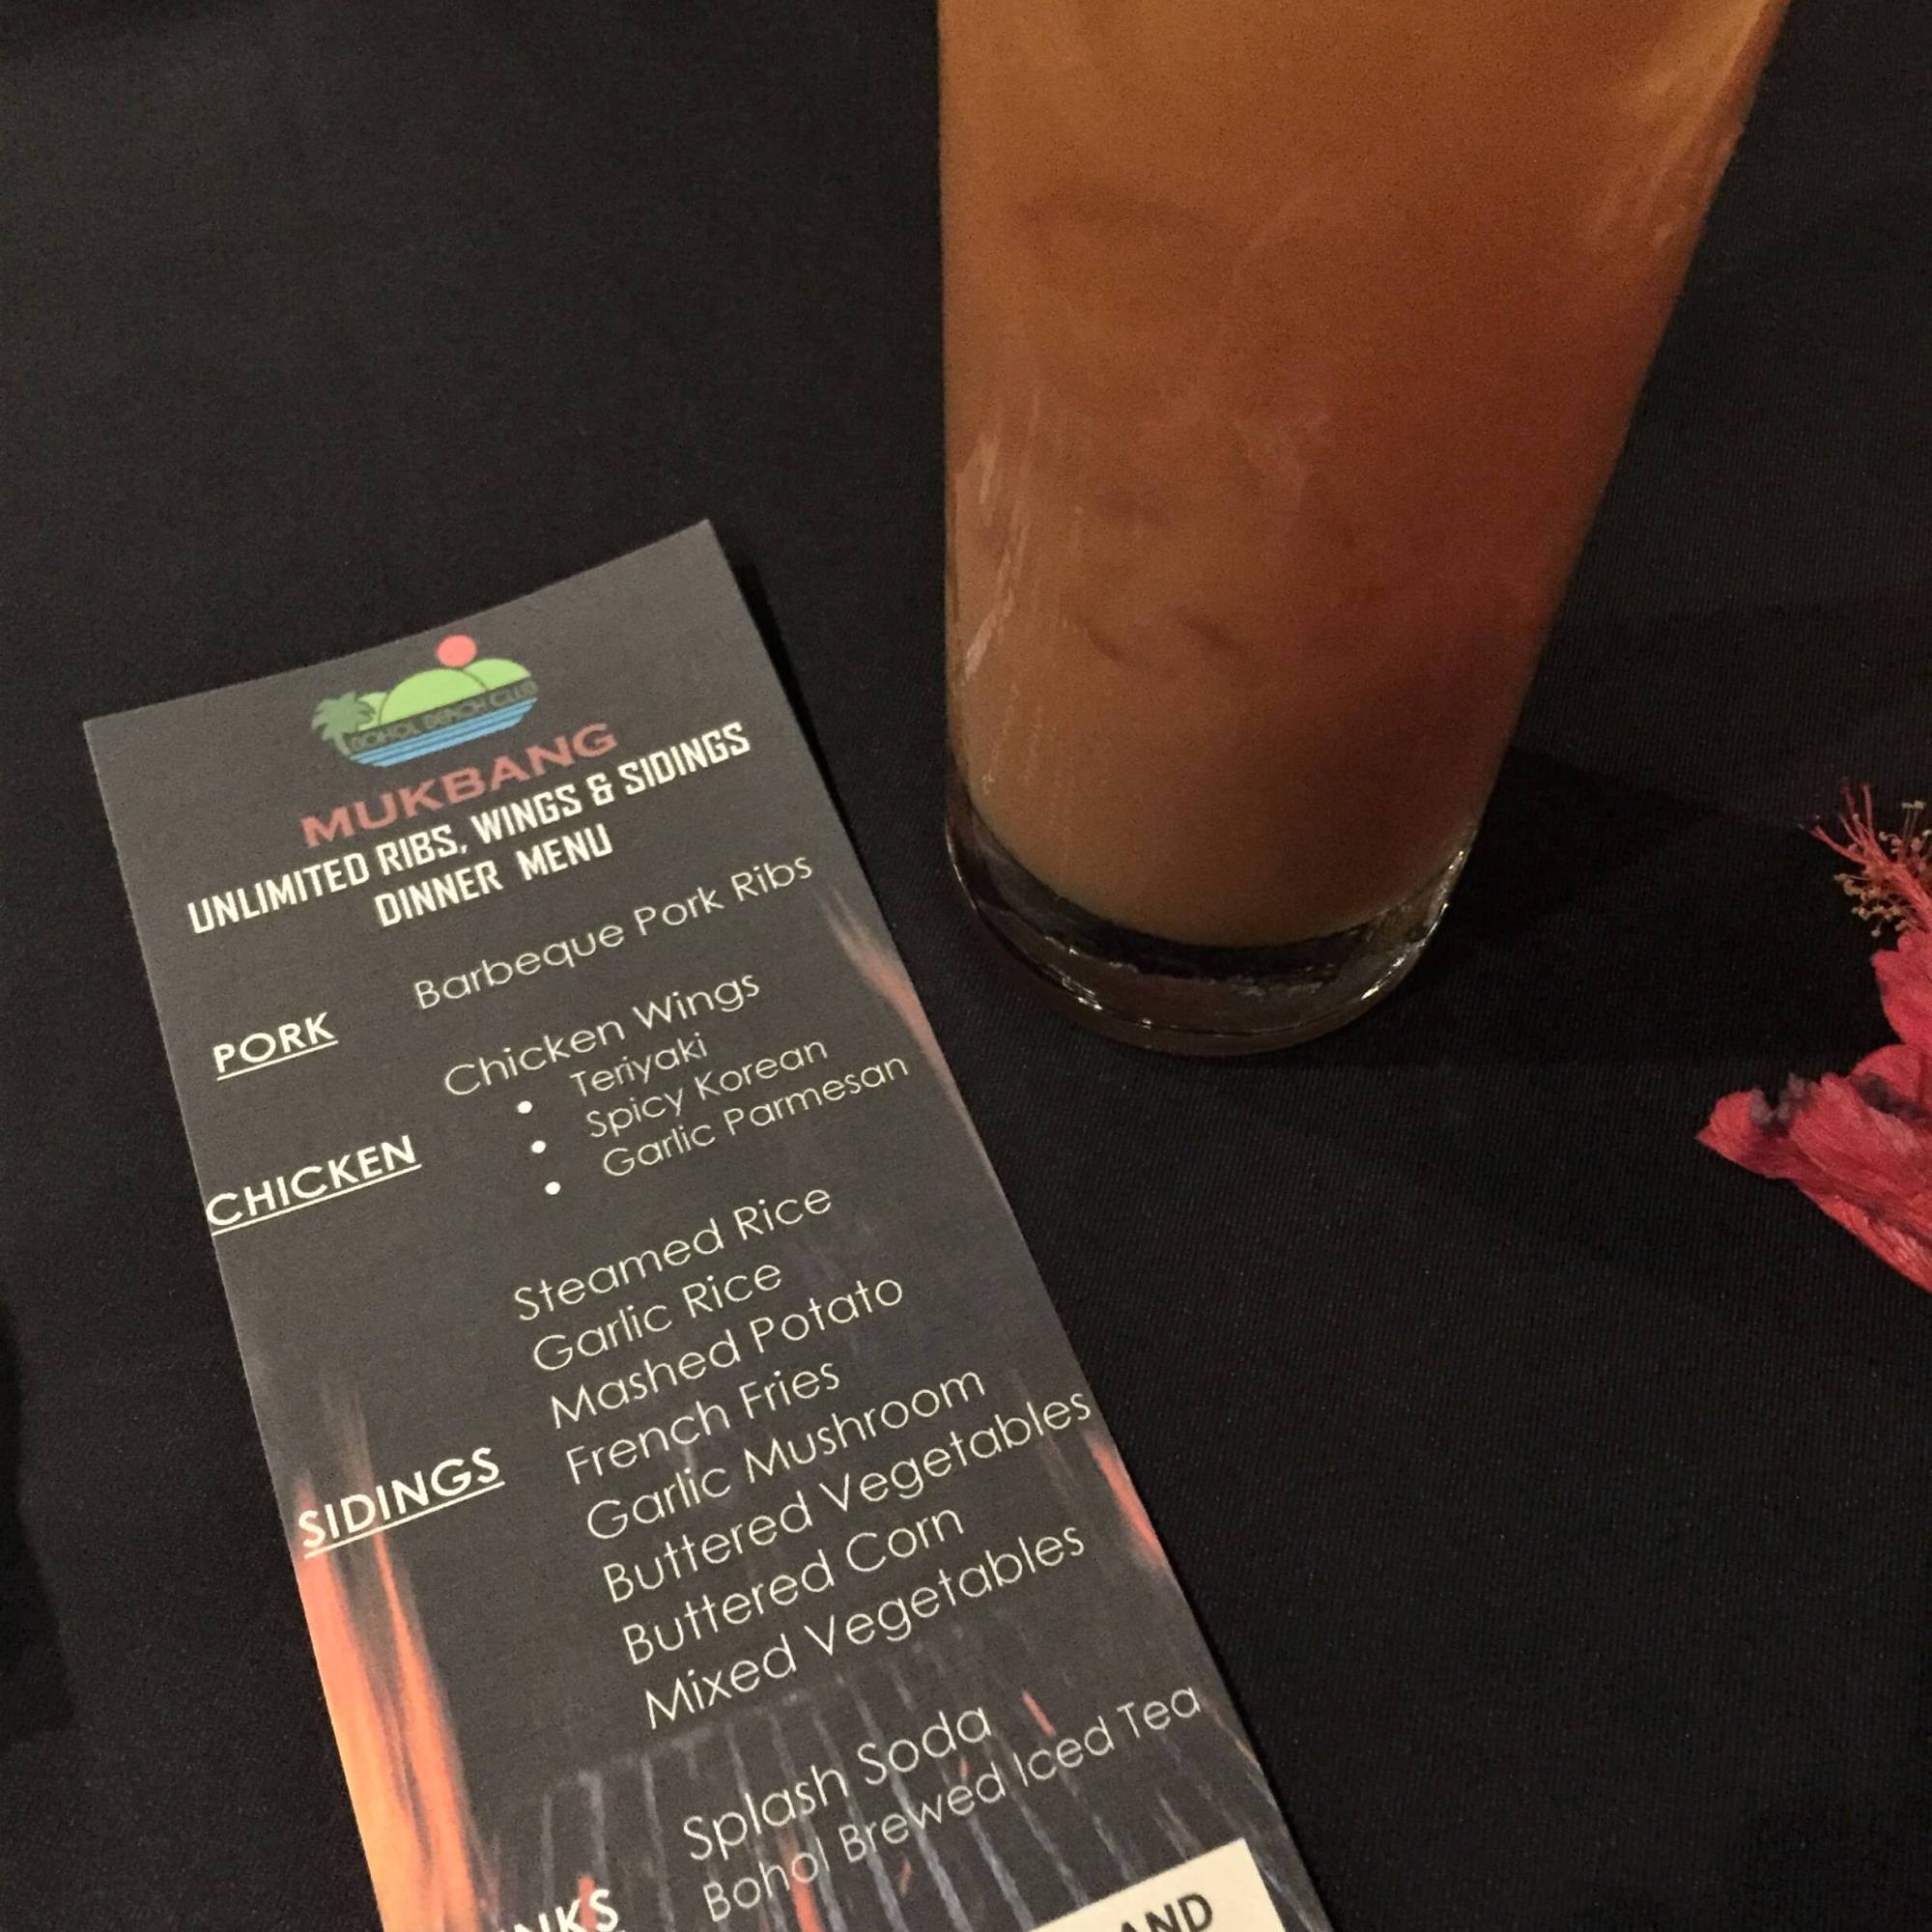 BOHOL BEACH CLUB
MUKBANG
UNLIMITED RIBS, WINGS & SIDINGS
DINNER MENU
PORK
Barbeque Pork Ribs
CHICKEN
Chicken Wings
• Teriyaki
• Spicy Korean
• Garlic Parmesan
SIDINGS
Steamed Rice
Garlic Rice
Mashed Potato
French Fries
Garlic Mushroom
Buttered Vegetables
Buttered Corn
Mixed Vegetables
Splash Soda
Bohol Brewed Iced Tea
AND